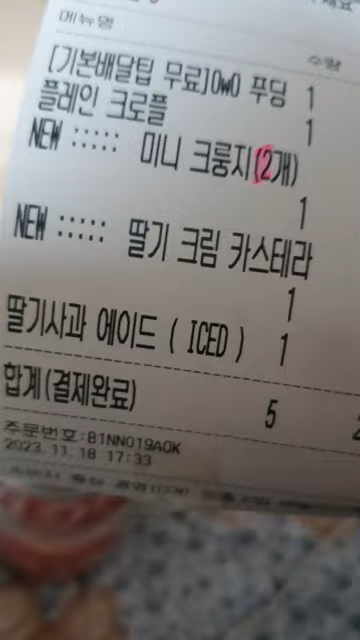 메뉴명 수량
[기본배달팁 무료]OwO 푸딩 1
플레인 크로플 1
NEW ::::: 미니 크룽지(2개)
1
NEW ::::: 딸기 크림 카스테라
1
딸기사과 에이드 ( ICED ) 1
합계(결제완료) 5 2
주문번호:B1NN019A0K
2023.11.18 17:33